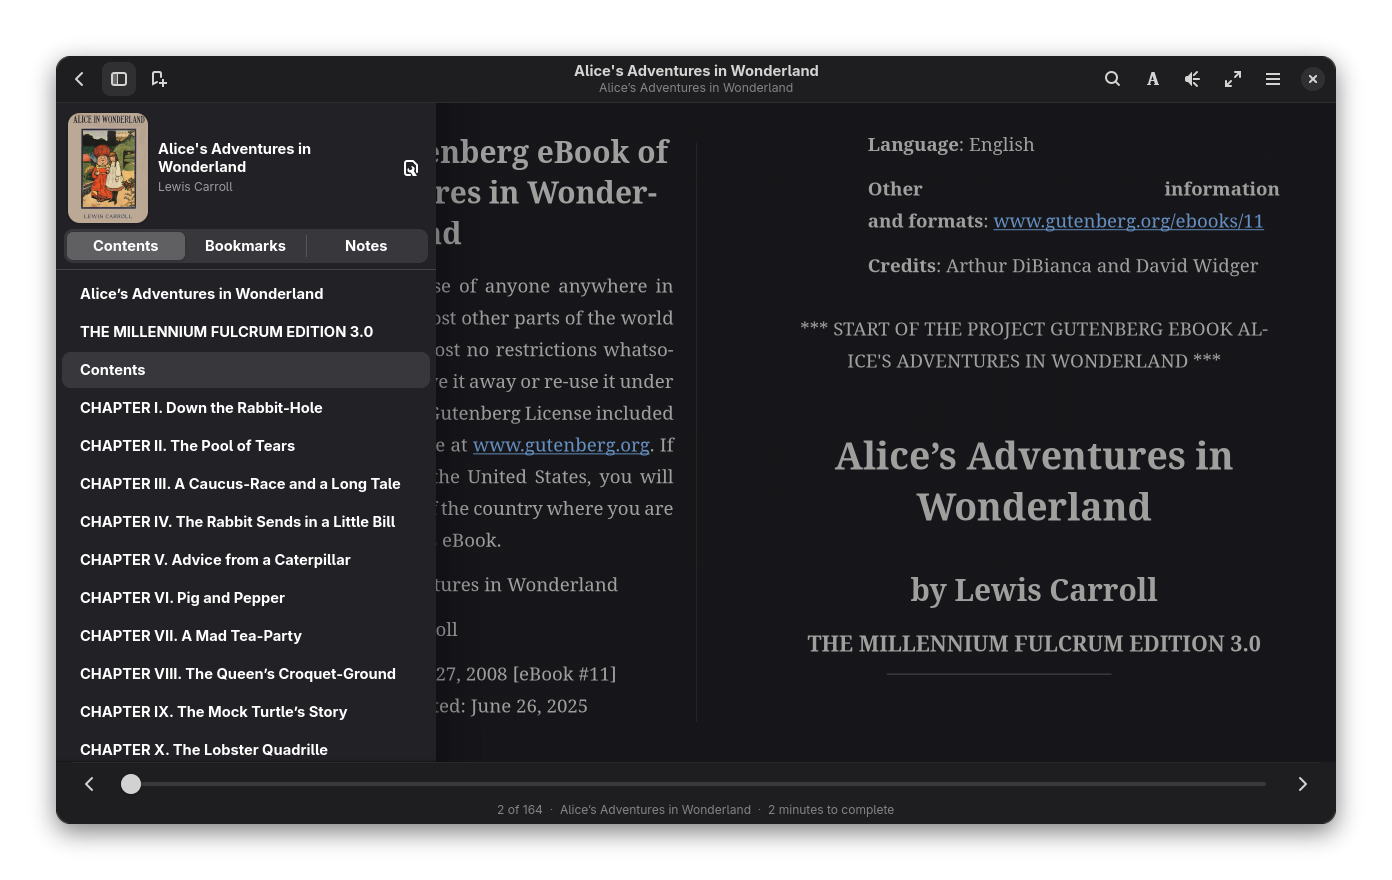 Alice's Adventures in Wonderland
Alice’s Adventures in Wonderland
ALICE IN WONDERLAND
LEWIS CARROLL
Alice's Adventures in
Wonderland
Lewis Carroll
Contents
Bookmarks
Notes
Alice’s Adventures in Wonderland
THE MILLENNIUM FULCRUM EDITION 3.0
Contents
CHAPTER I. Down the Rabbit-Hole
CHAPTER II. The Pool of Tears
CHAPTER III. A Caucus-Race and a Long Tale
CHAPTER IV. The Rabbit Sends in a Little Bill
CHAPTER V. Advice from a Caterpillar
CHAPTER VI. Pig and Pepper
CHAPTER VII. A Mad Tea-Party
CHAPTER VIII. The Queen’s Croquet-Ground
CHAPTER IX. The Mock Turtle’s Story
CHAPTER X. The Lobster Quadrille
enberg eBook of
res in Wonder-
nd
se of anyone anywhere in
ost other parts of the world
ost no restrictions whatso-
e it away or re-use it under
Gutenberg License included
e at www.gutenberg.org. If
the United States, you will
f the country where you are
eBook.
tures in Wonderland
oll
27, 2008 [eBook #11]
ted: June 26, 2025
Language: English
Other information
and formats: www.gutenberg.org/ebooks/11
Credits: Arthur DiBianca and David Widger
*** START OF THE PROJECT GUTENBERG EBOOK AL-
ICE'S ADVENTURES IN WONDERLAND ***
Alice’s Adventures in
Wonderland
by Lewis Carroll
THE MILLENNIUM FULCRUM EDITION 3.0
2 of 164 · Alice’s Adventures in Wonderland · 2 minutes to complete